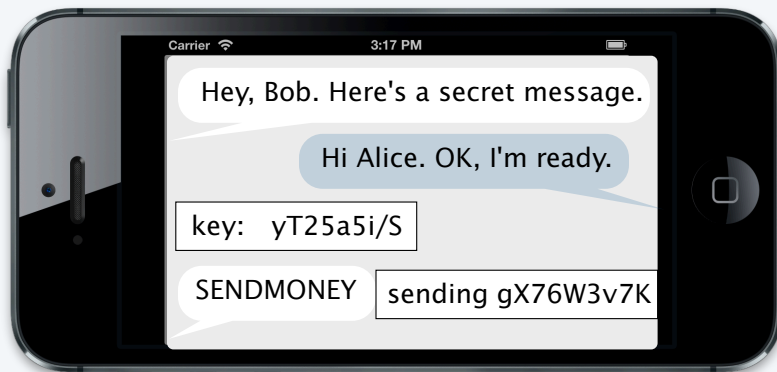 Carrier 3:17 PM
Hey, Bob. Here's a secret message.
Hi Alice. OK, I'm ready.
key: yT25a5i/S
SENDMONEY sending gX76W3v7K